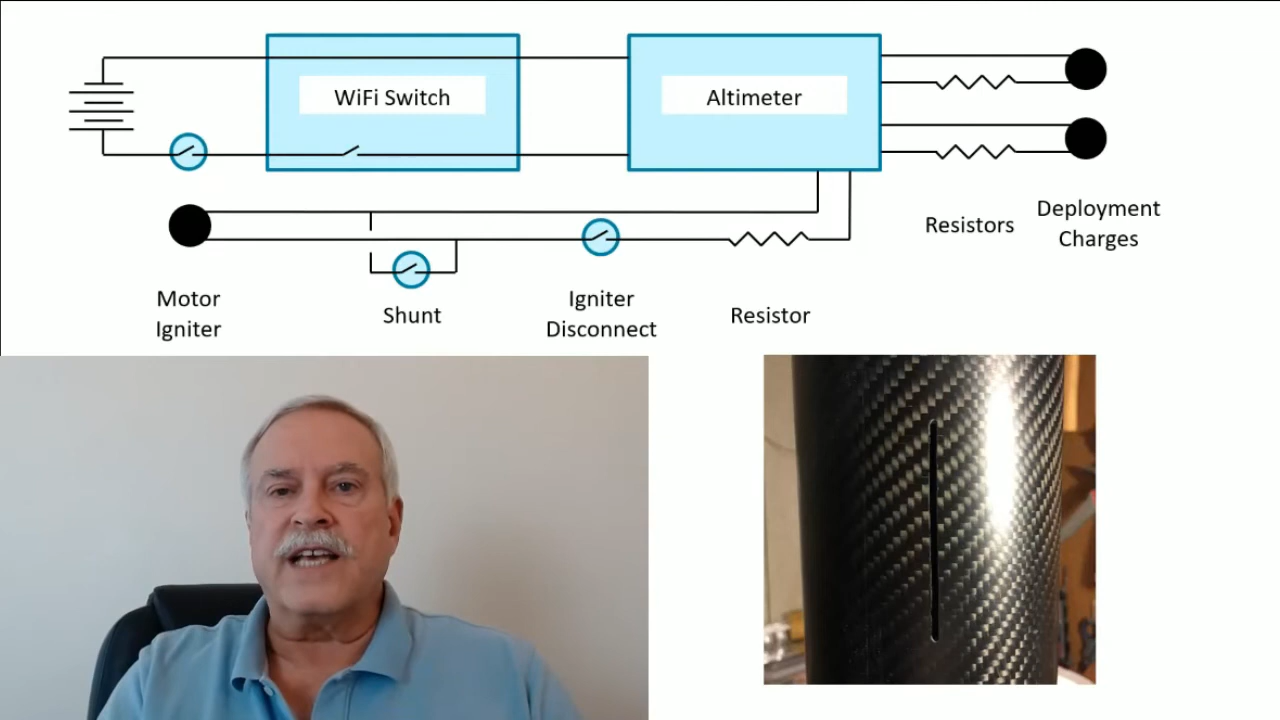 WiFi Switch
Altimeter
Resistors
Deployment
Charges
Motor
Igniter
Shunt
Igniter
Disconnect
Resistor